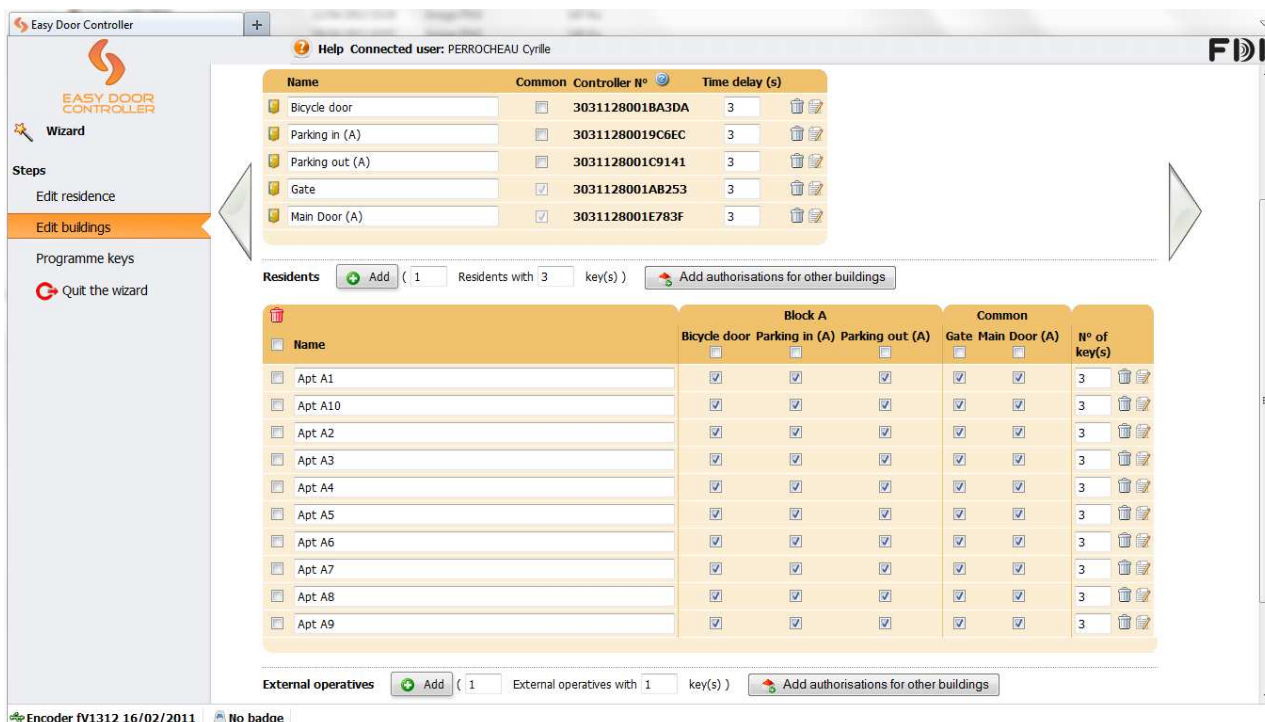 Easy Door Controller
+
Help Connected user: PERROCHEAU Cyrille
FDI
EASY DOOR
CONTROLLER
Wizard
Steps
Edit residence
Edit buildings
Programme keys
Quit the wizard
Name Common Controller N° Time delay (s)
Bicycle door 3031128001BA3DA 3
Parking in (A) 30311280019C6EC 3
Parking out (A) 3031128001C9141 3
Gate 3031128001AB253 3
Main Door (A) 3031128001E783F 3
Residents Add ( 1 Residents with 3 key(s) ) Add authorisations for other buildings
Block A Common
Name Bicycle door Parking in (A) Parking out (A) Gate Main Door (A) N° of
key(s)
Apt A1 3
Apt A10 3
Apt A2 3
Apt A3 3
Apt A4 3
Apt A5 3
Apt A6 3
Apt A7 3
Apt A8 3
Apt A9 3
External operatives Add ( 1 External operatives with 1 key(s) ) Add authorisations for other buildings
Encoder fV1312 16/02/2011 No badge